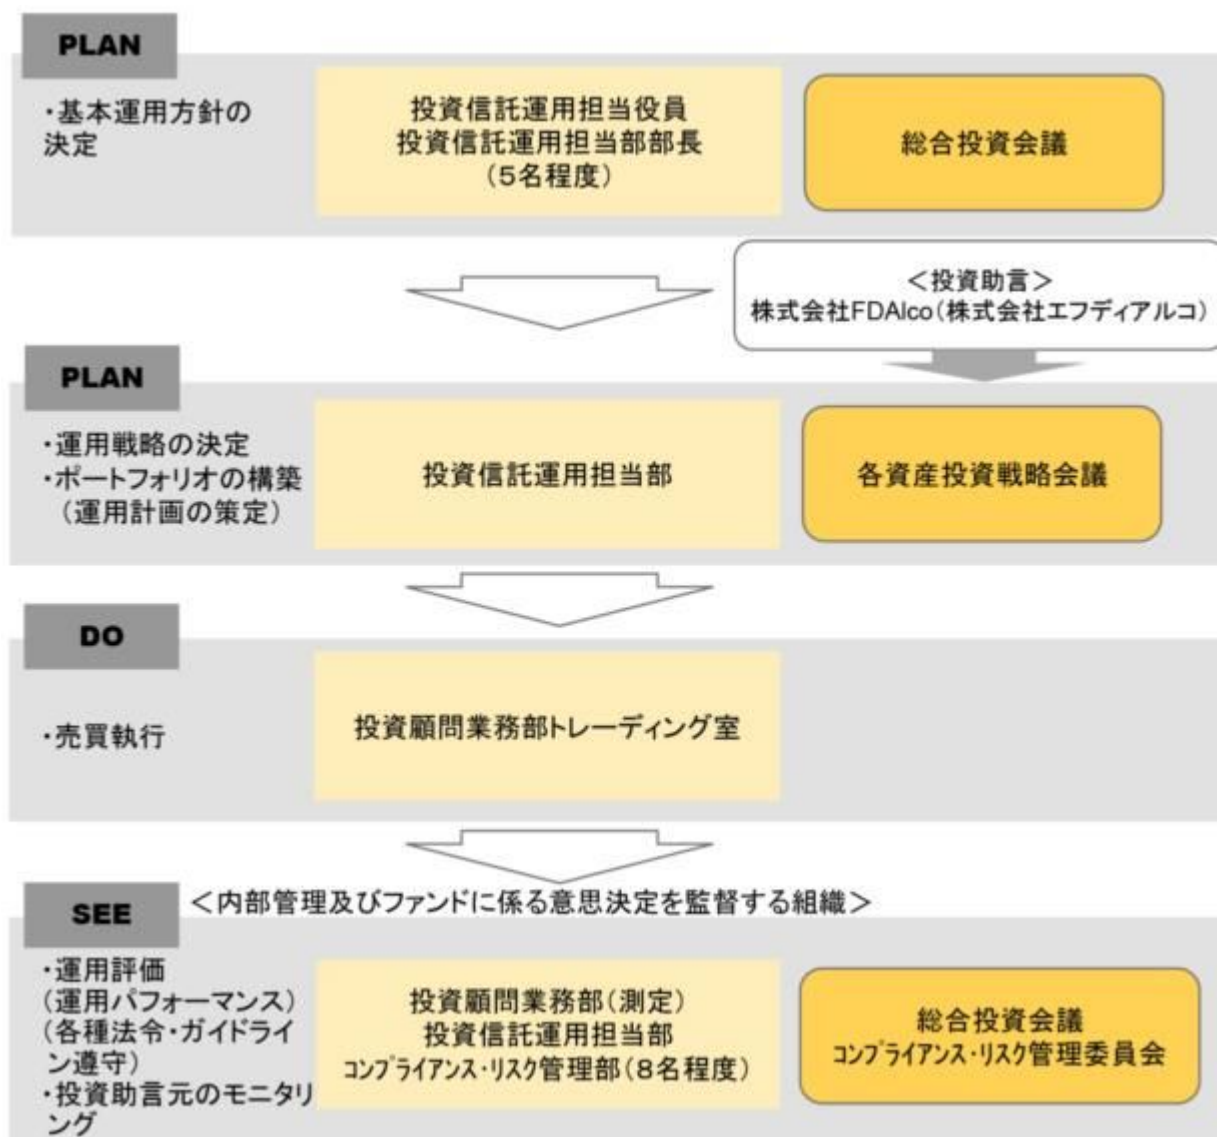 PLAN
・基本運用方針の
決定
投資信託運用担当役員
投資信託運用担当部部長
（５名程度）
総合投資会議
＜投資助言＞
株式会社FDAlco（株式会社エフディアルコ）
PLAN
・運用戦略の決定
・ポートフォリオの構築
（運用計画の策定）
投資信託運用担当部
各資産投資戦略会議
DO
・売買執行
投資顧問業務部トレーディング室
SEE
＜内部管理及びファンドに係る意思決定を監督する組織＞
・運用評価
（運用パフォーマンス）
（各種法令・ガイドライ
ン遵守）
・投資助言元のモニタリ
ング
投資顧問業務部（測定）
投資信託運用担当部
ｺﾝﾌﾟﾗｲｱﾝｽ・ﾘｽｸ管理部（８名程度）
総合投資会議
ｺﾝﾌﾟﾗｲｱﾝｽ・ﾘｽｸ管理委員会